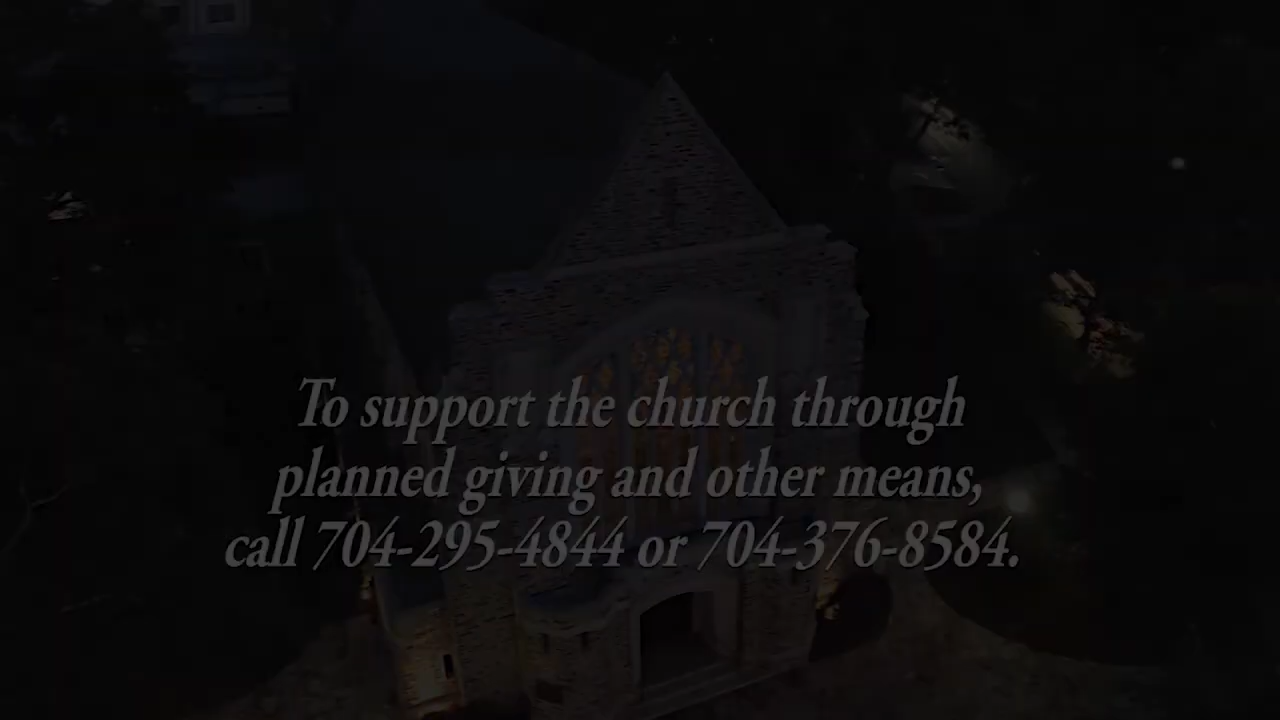 To support the church through
planned giving and other means,
call 704-295-4844 or 704-376-8584.